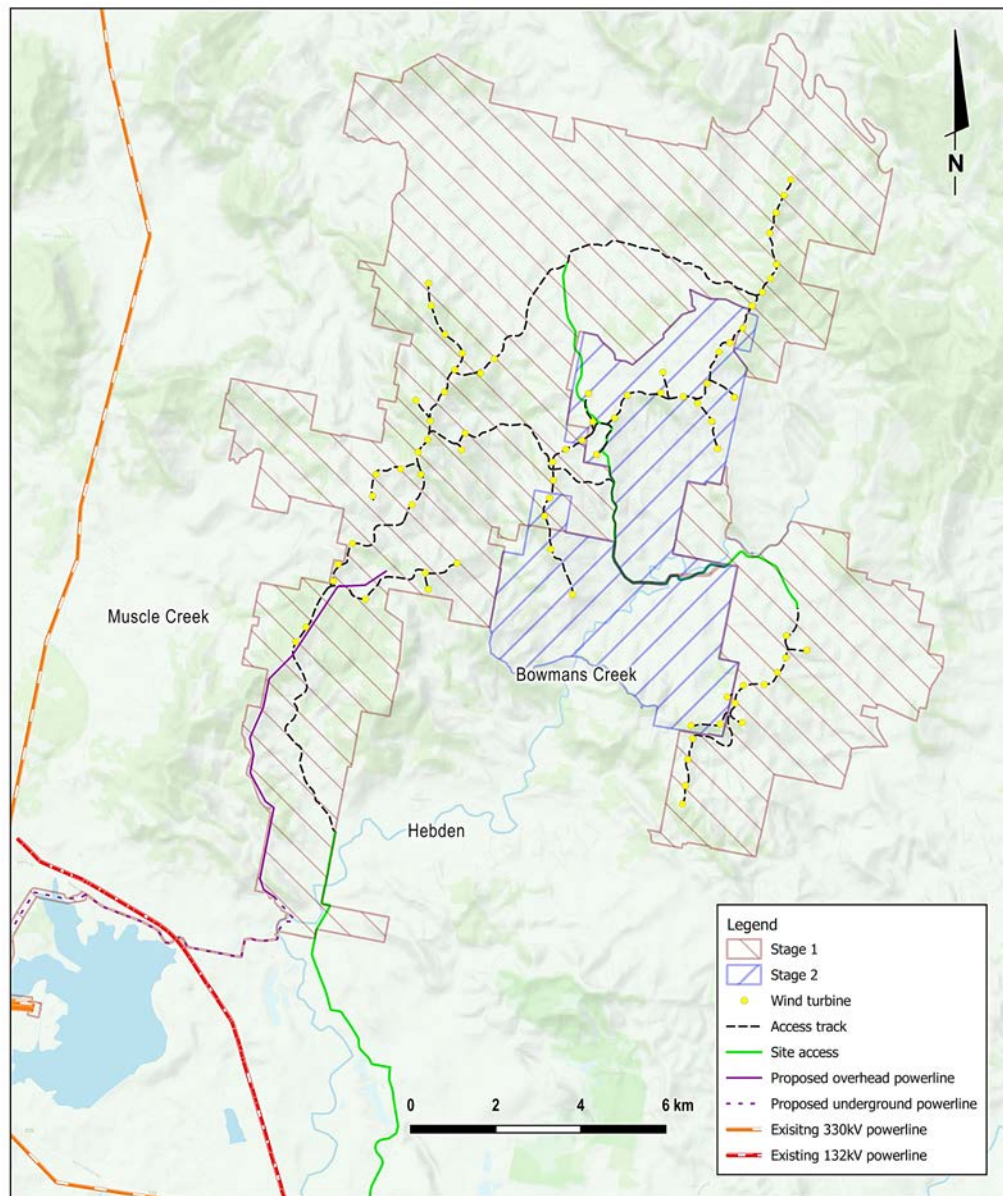 N
Muscle Creek
Bowmans Creek
Hebden
Legend
Stage 1
Stage 2
Wind turbine
Access track
Site access
Proposed overhead powerline
Proposed underground powerline
Exisitng 330kV powerline
Existing 132kV powerline
0 2 4 6 km